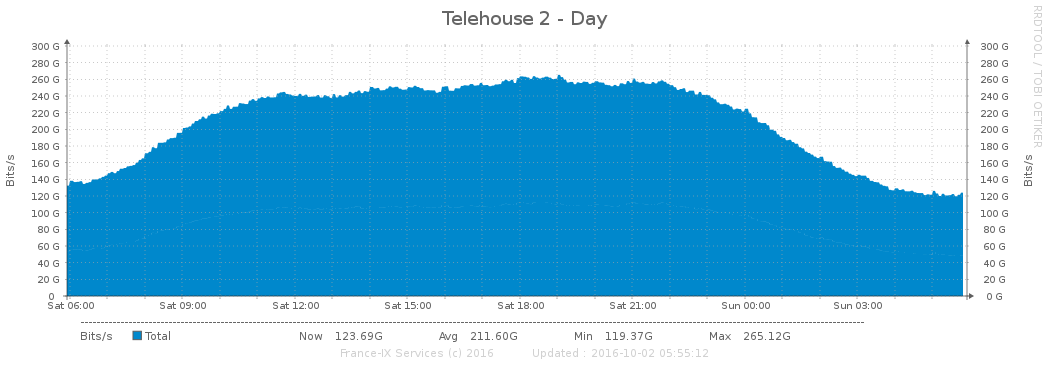 Telehouse 2 - Day
RRDTOOL / TOBI OETIKER
Bits/s
300 G
280 G
260 G
240 G
220 G
200 G
180 G
160 G
140 G
120 G
100 G
80 G
60 G
40 G
20 G
0
300 G
280 G
260 G
240 G
220 G
200 G
180 G
160 G
140 G
120 G
100 G
80 G
60 G
40 G
20 G
0 G
Bits/s
Sat 06:00 Sat 09:00 Sat 12:00 Sat 15:00 Sat 18:00 Sat 21:00 Sun 00:00 Sun 03:00
Bits/s Total Now 123.69G Avg 211.60G Min 119.37G Max 265.12G
France-IX Services (c) 2016 Updated : 2016-10-02 05:55:12